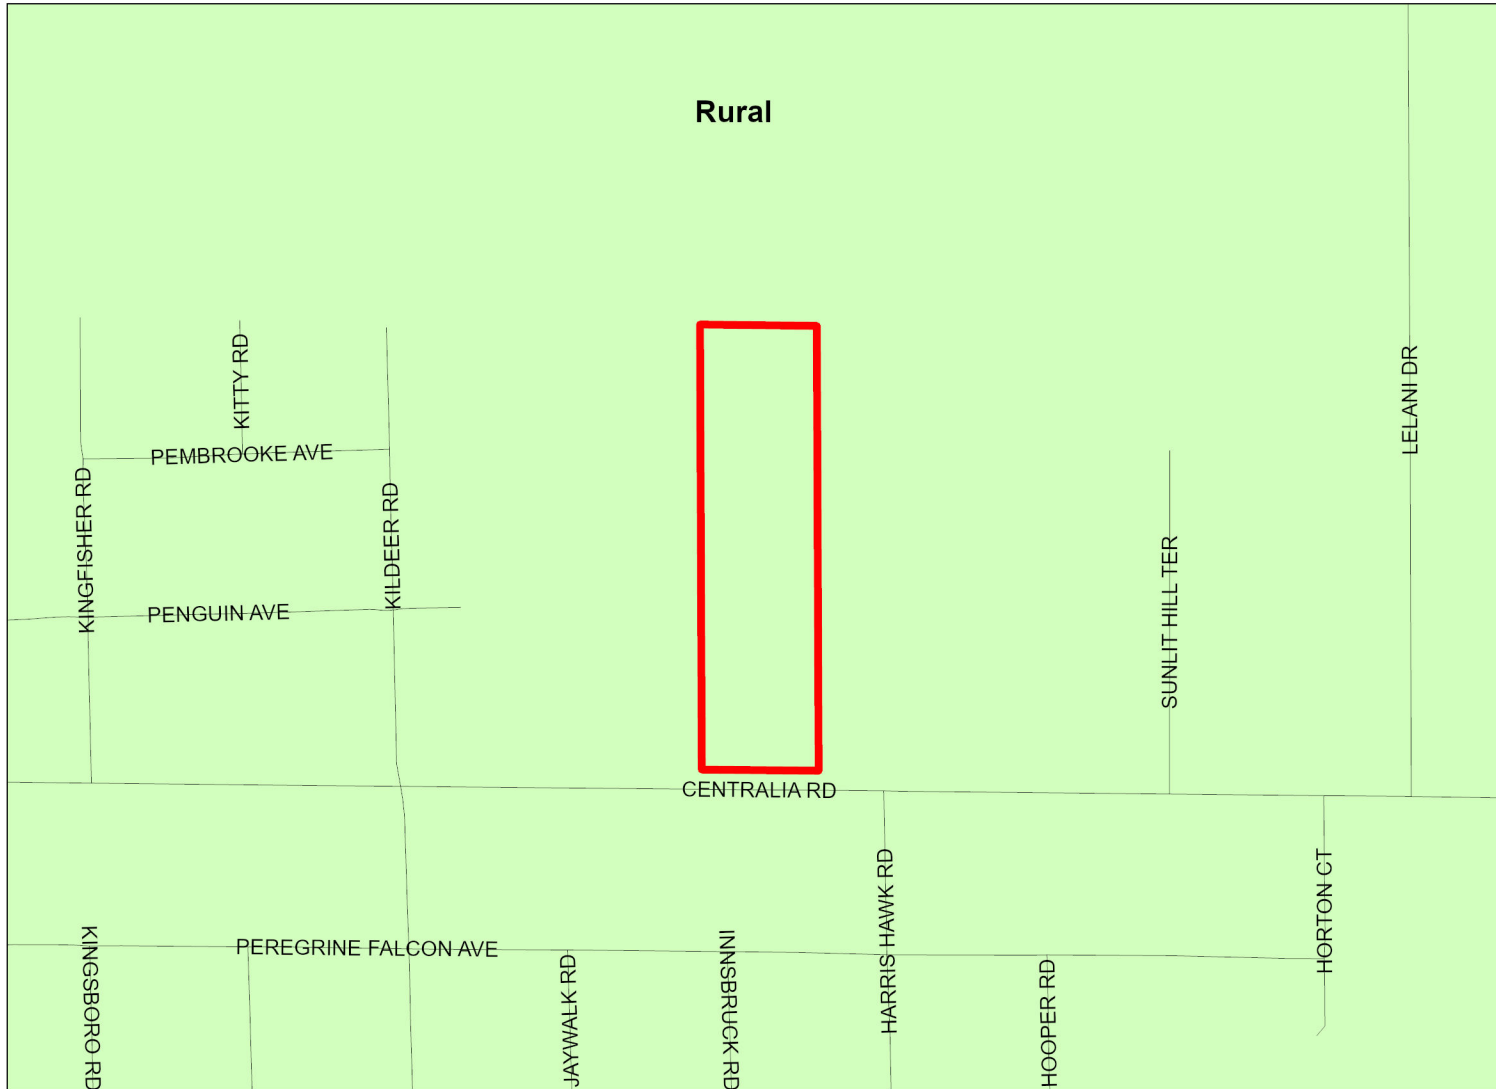 Rural
KITTY RD
LELANI DR
PEMBROOKE AVE
KINGFISHER RD
KILDEER RD
SUNLIT HILL TER
PENGUIN AVE
CENTRALIA RD
HARRIS HAWK RD
HORTON CT
KINGSBORO RD
PEREGRINE FALCON AVE
JAYWALK RD
INNSBRUCK RD
HOOPER RD